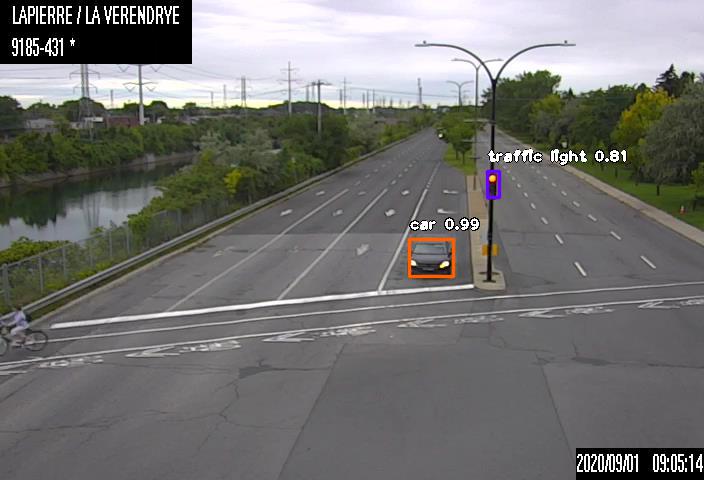 LAPIERRE / LA VERENDRYE
9185-431 *
traffic light 0.81
car 0.99
2020/09/01 09:05:14